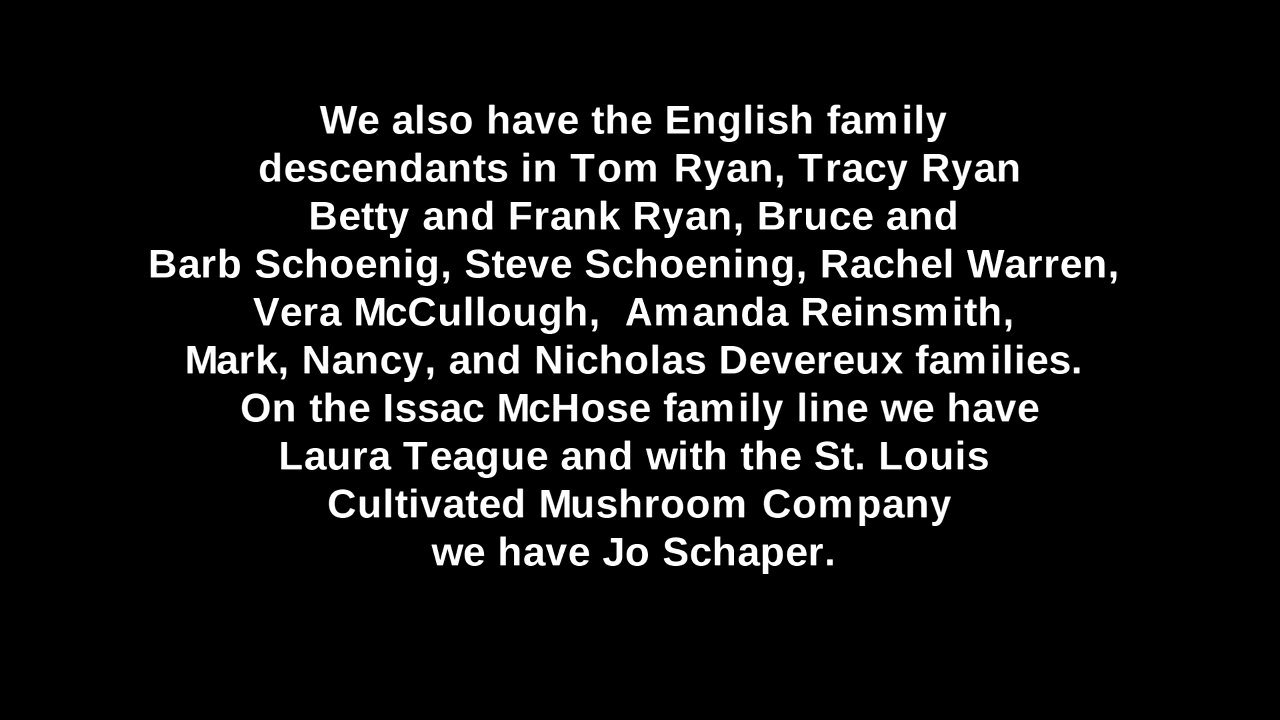 We also have the English family
descendants in Tom Ryan, Tracy Ryan
Betty and Frank Ryan, Bruce and
Barb Schoenig, Steve Schoening, Rachel Warren,
Vera McCullough,  Amanda Reinsmith,
Mark, Nancy, and Nicholas Devereux families.
On the Issac McHose family line we have
Laura Teague and with the St. Louis
Cultivated Mushroom Company
we have Jo Schaper.